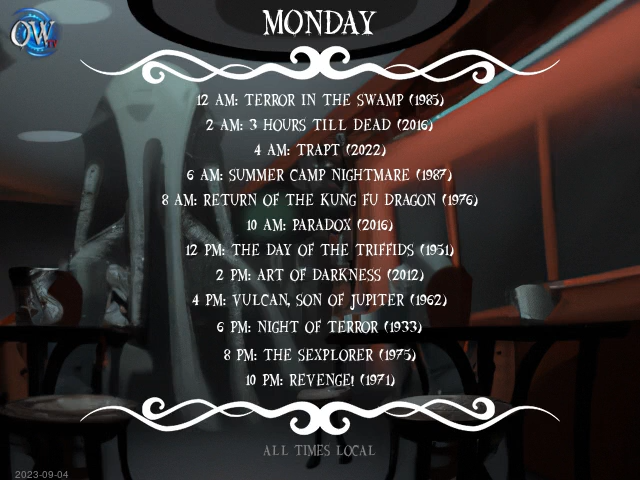 OW TV
MONDAY
12 AM: TERROR IN THE SWAMP (1985)
2 AM: 3 HOURS TILL DEAD (2016)
4 AM: TRAPT (2022)
6 AM: SUMMER CAMP NIGHTMARE (1987)
8 AM: RETURN OF THE KUNG FU DRAGON (1976)
10 AM: PARADOX (2016)
12 PM: THE DAY OF THE TRIFFIDS (1951)
2 PM: ART OF DARKNESS (2012)
4 PM: VULCAN, SON OF JUPITER (1962)
6 PM: NIGHT OF TERROR (1933)
8 PM: THE SEXPLORER (1975)
10 PM: REVENGE! (1971)
ALL TIMES LOCAL
2023-09-04